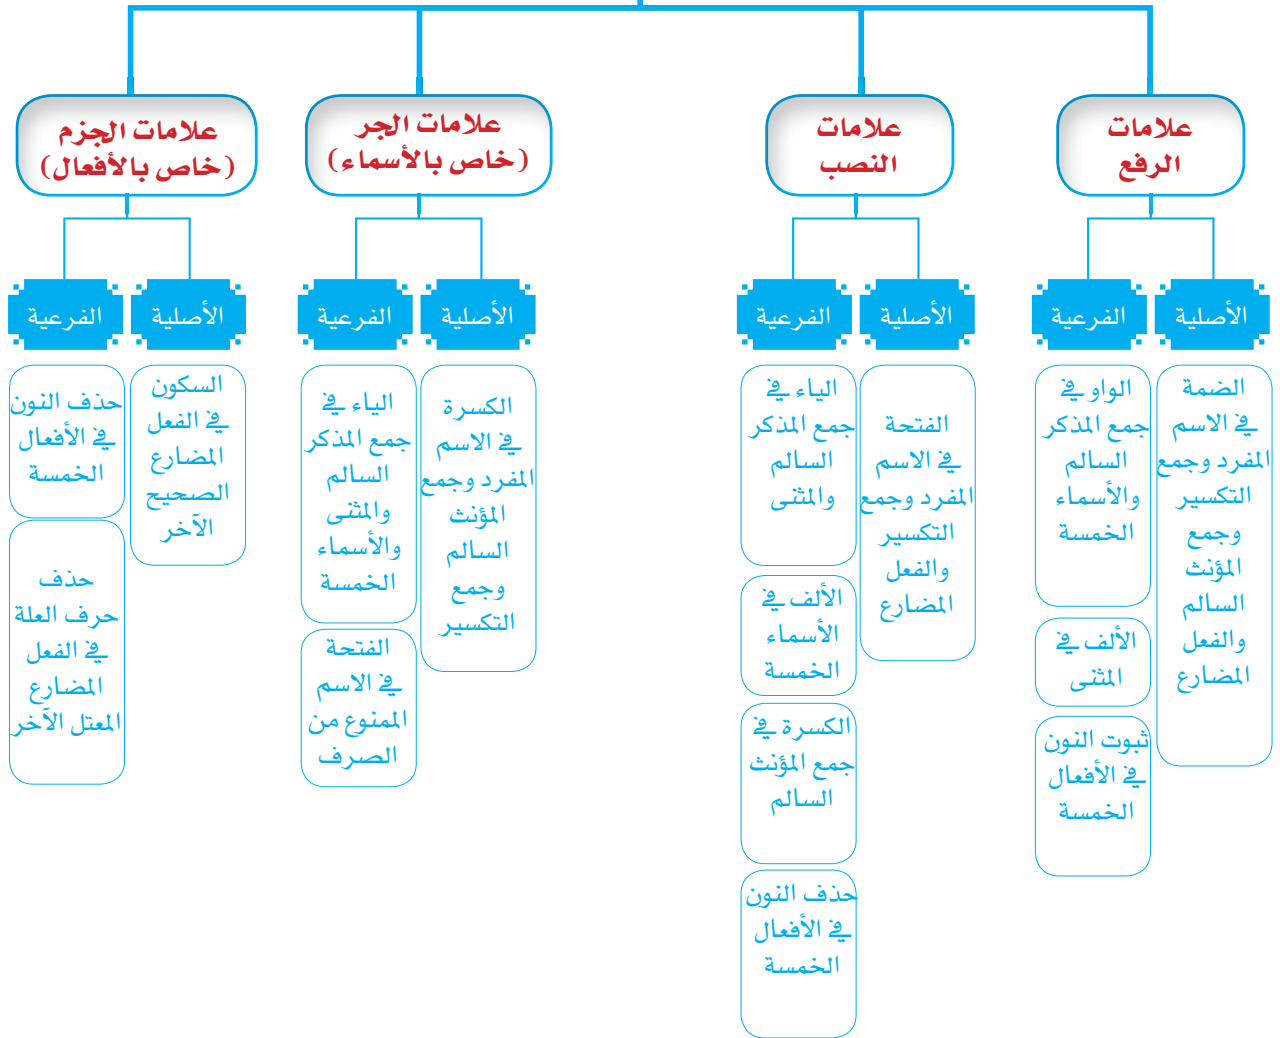 علامات
الرفع
علامات
النصب
علامات الجر
(خاص بالأسماء)
علامات الجزم
(خاص بالأفعال)
الأصلية
الفرعية
الأصلية
الفرعية
الأصلية
الفرعية
الأصلية
الفرعية
الضمة
في الاسم
المفرد وجمع
التكسير
وجمع
المؤنث
السالم
والفعل
المضارع
الواو في
جمع المذكر
السالم
والأسماء
الخمسة
الألف في
المثنى
ثبوت النون
في الأفعال
الخمسة
الفتحة
في الاسم
المفرد وجمع
التكسير
والفعل
المضارع
الياء في
جمع المذكر
السالم
والمثنى
الألف في
الأسماء
الخمسة
الكسرة في
جمع المؤنث
السالم
حذف النون
في الأفعال
الخمسة
الكسرة
في الاسم
المفرد وجمع
المؤنث
السالم
وجمع
التكسير
الياء في
جمع المذكر
السالم
والمثنى
والأسماء
الخمسة
الفتحة
في الاسم
الممنوع من
الصرف
السكون
في الفعل
المضارع
الصحيح
الآخر
حذف النون
في الأفعال
الخمسة
حذف
حرف العلة
في الفعل
المضارع
المعتل الآخر